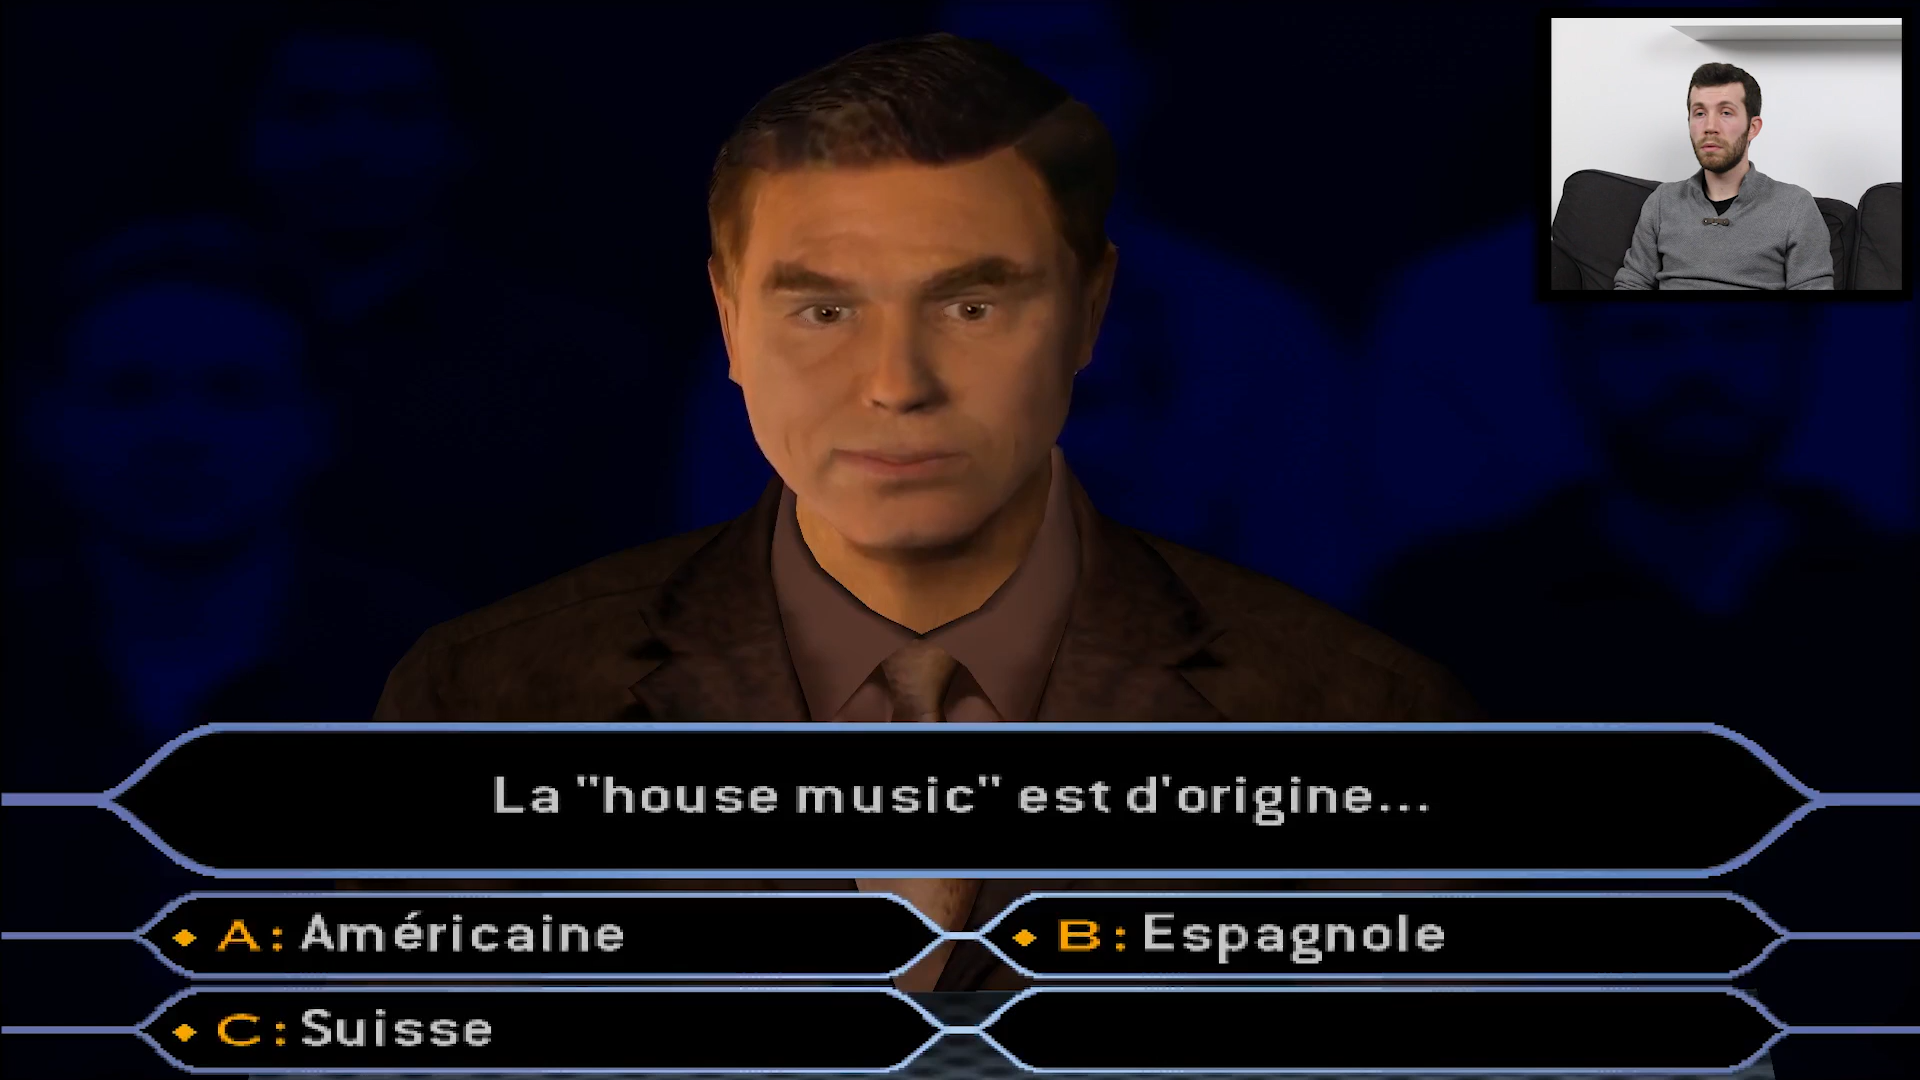 La "house music" est d'origine...
A: Américaine
B: Espagnole
C: Suisse